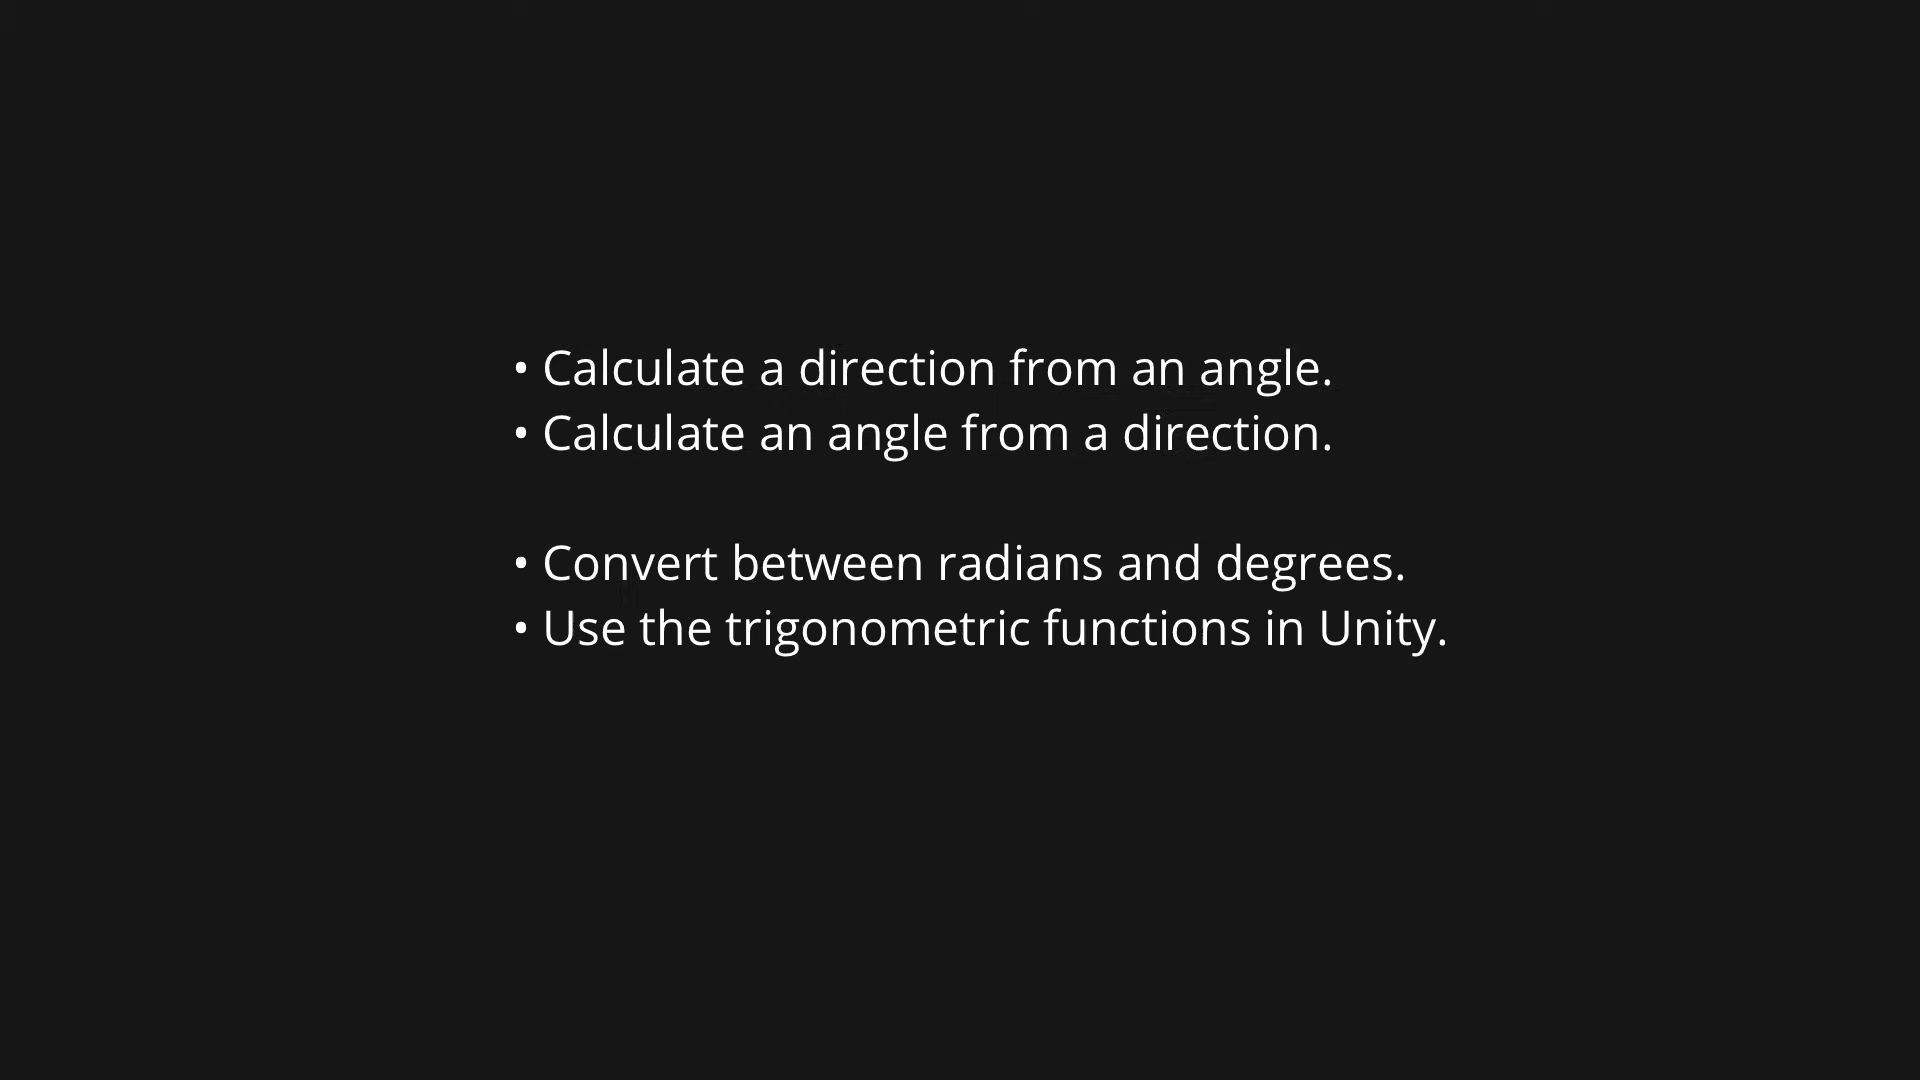 • Calculate a direction from an angle.
• Calculate an angle from a direction.
• Convert between radians and degrees.
• Use the trigonometric functions in Unity.